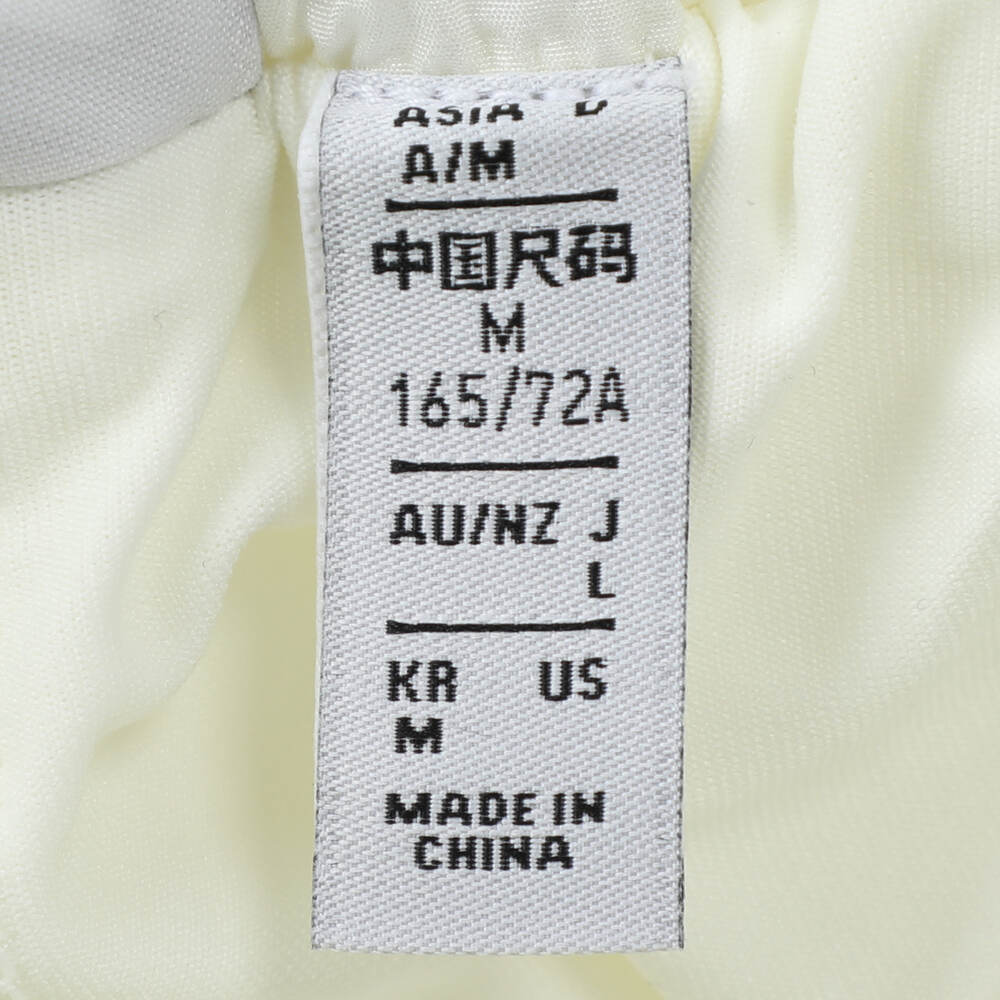 ASIA D
A/M
中国尺码
M
165/72A
AU/NZ J
L
KR US
M
MADE IN
CHINA